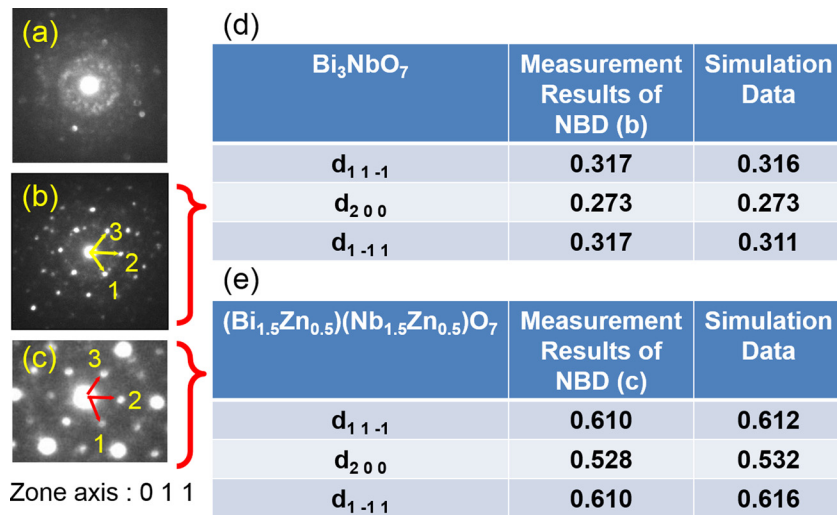 (a)
(b)
3
2
1
(c)
3
2
1
Zone axis : 0 1 1
(d)
Bi3NbO7
Measurement Results of NBD (b)
Simulation Data
d1 1 -1 0.317 0.316
d2 0 0 0.273 0.273
d1 -1 1 0.317 0.311
(e)
(Bi1.5Zn0.5)(Nb1.5Zn0.5)O7
Measurement Results of NBD (c)
Simulation Data
d1 1 -1 0.610 0.612
d2 0 0 0.528 0.532
d1 -1 1 0.610 0.616